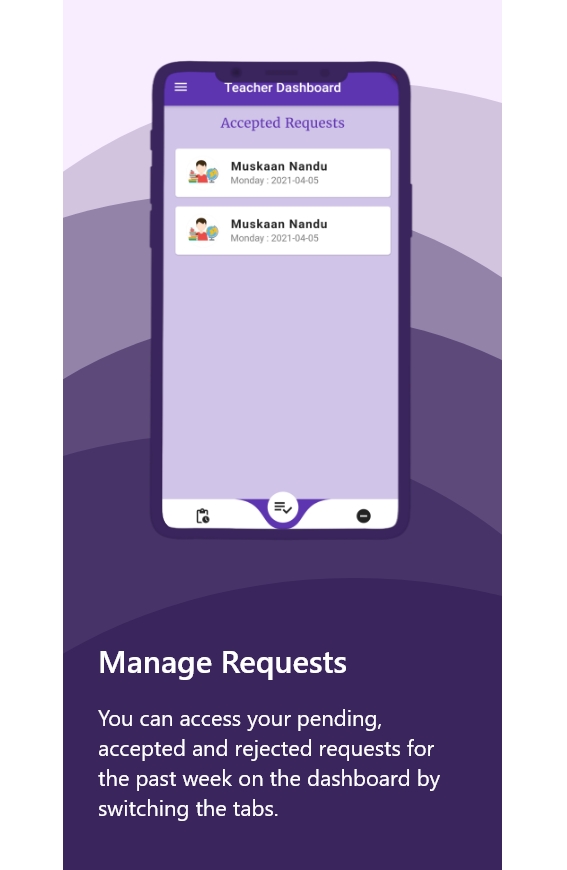 Teacher Dashboard
Accepted Requests
Muskaan Nandu
Monday : 2021-04-05
Muskaan Nandu
Monday : 2021-04-05
Manage Requests
You can access your pending,
accepted and rejected requests for
the past week on the dashboard by
switching the tabs.